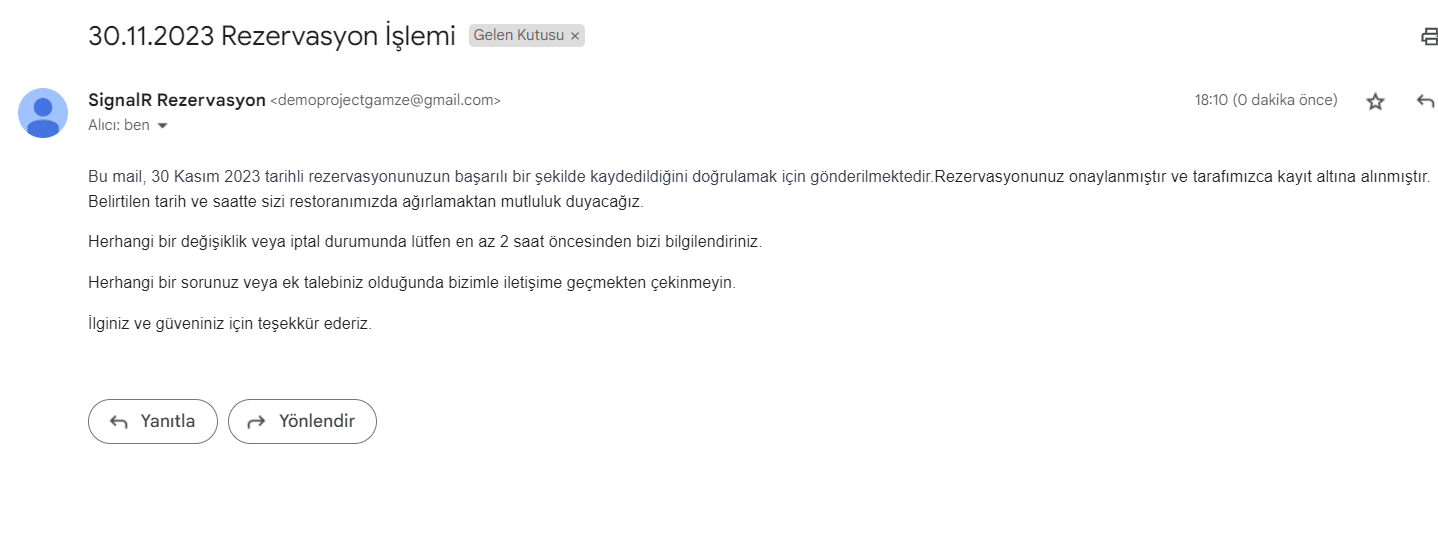 30.11.2023 Rezervasyon İşlemi Gelen Kutusu ×
SignalR Rezervasyon <demoprojectgamze@gmail.com> 18:10 (0 dakika önce)
Alıcı: ben
Bu mail, 30 Kasım 2023 tarihli rezervasyonunuzun başarılı bir şekilde kaydedildiğini doğrulamak için gönderilmektedir.Rezervasyonunuz onaylanmıştır ve tarafımızca kayıt altına alınmıştır.
Belirtilen tarih ve saatte sizi restoranımızda ağırlamaktan mutluluk duyacağız.
Herhangi bir değişiklik veya iptal durumunda lütfen en az 2 saat öncesinden bizi bilgilendiriniz.
Herhangi bir sorunuz veya ek talebiniz olduğunda bizimle iletişime geçmekten çekinmeyin.
İlginiz ve güveniniz için teşekkür ederiz.
Yanıtla Yönlendir